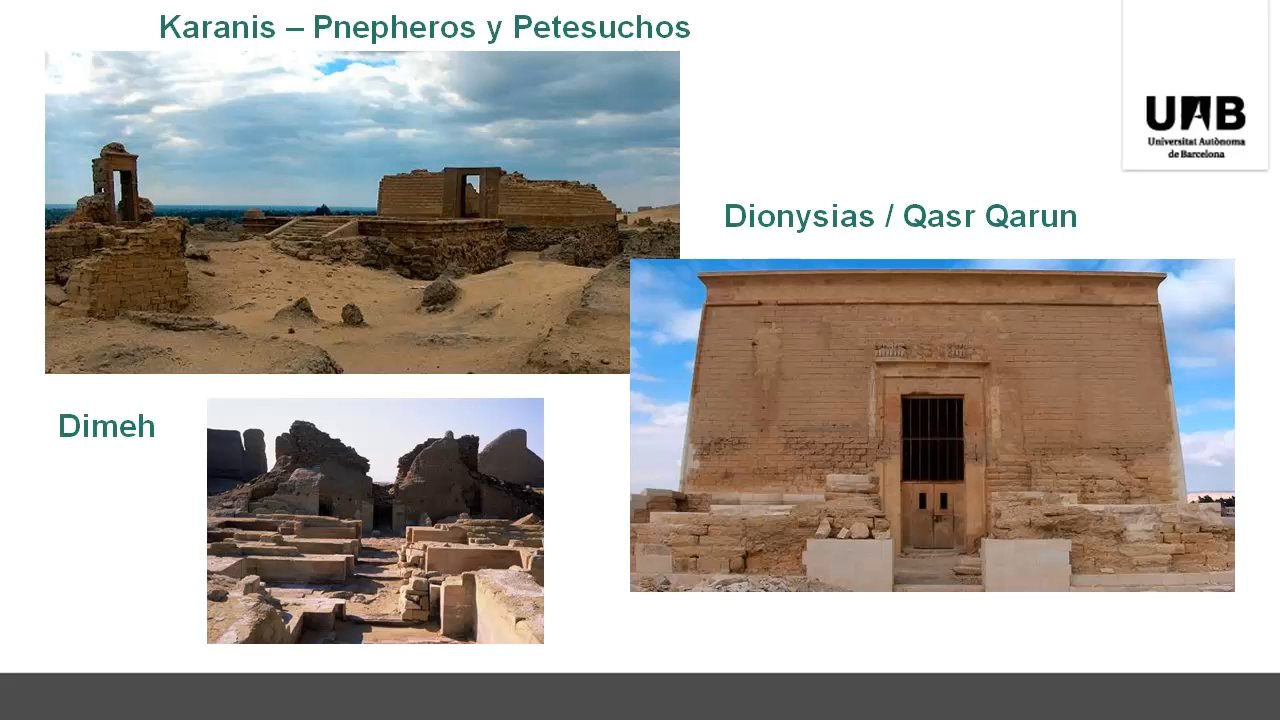 Karanis – Pnepheros y Petesuchos
UAB
Universitat Autònoma
de Barcelona
Dionysias / Qasr Qarun
Dimeh